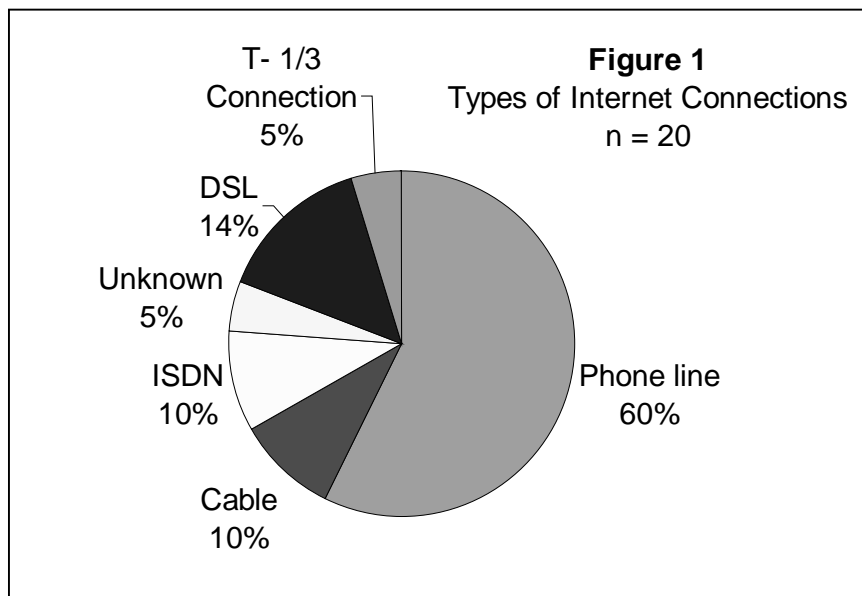 Figure 1
Types of Internet Connections
n = 20
T- 1/3
Connection
5%
DSL
14%
Unknown
5%
ISDN
10%
Cable
10%
Phone line
60%